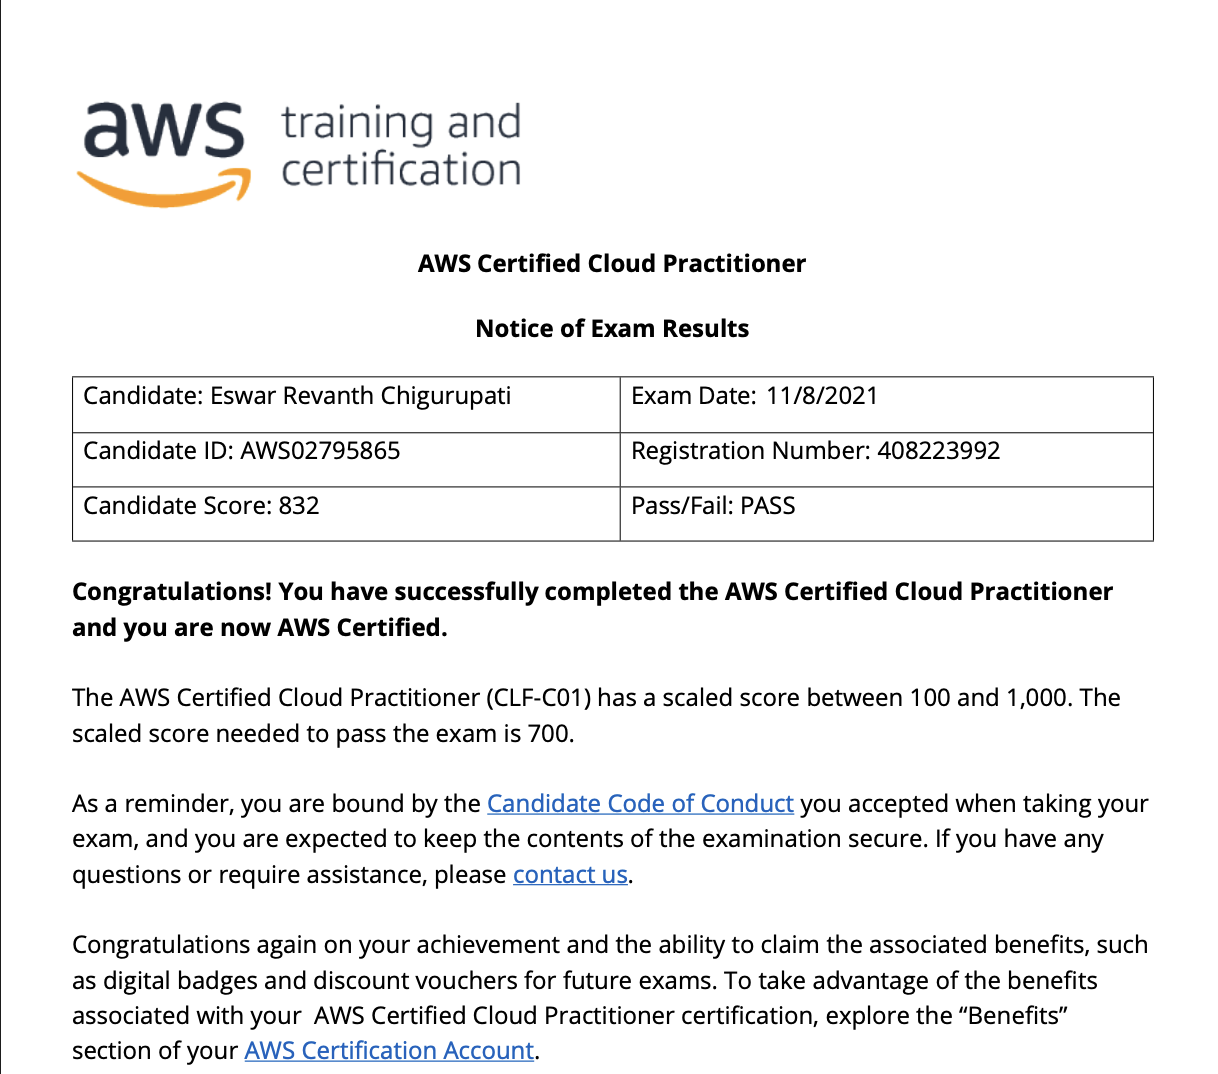 aws training and
certification
AWS Certified Cloud Practitioner
Notice of Exam Results
Candidate: Eswar Revanth Chigurupati
Exam Date: 11/8/2021
Candidate ID: AWS02795865
Registration Number: 408223992
Candidate Score: 832
Pass/Fail: PASS
Congratulations! You have successfully completed the AWS Certified Cloud Practitioner
and you are now AWS Certified.
The AWS Certified Cloud Practitioner (CLF-C01) has a scaled score between 100 and 1,000. The
scaled score needed to pass the exam is 700.
As a reminder, you are bound by the Candidate Code of Conduct you accepted when taking your
exam, and you are expected to keep the contents of the examination secure. If you have any
questions or require assistance, please contact us.
Congratulations again on your achievement and the ability to claim the associated benefits, such
as digital badges and discount vouchers for future exams. To take advantage of the benefits
associated with your  AWS Certified Cloud Practitioner certification, explore the “Benefits”
section of your AWS Certification Account.